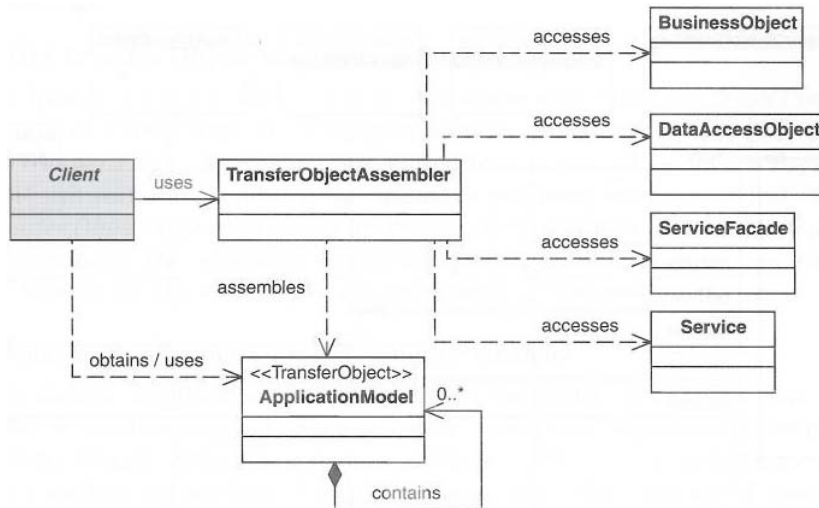 BusinessObject
accesses
DataAccessObject
accesses
Client
uses
TransferObjectAssembler
ServiceFacade
accesses
assembles
Service
accesses
obtains / uses
<<TransferObject>>
ApplicationModel
0..*
contains